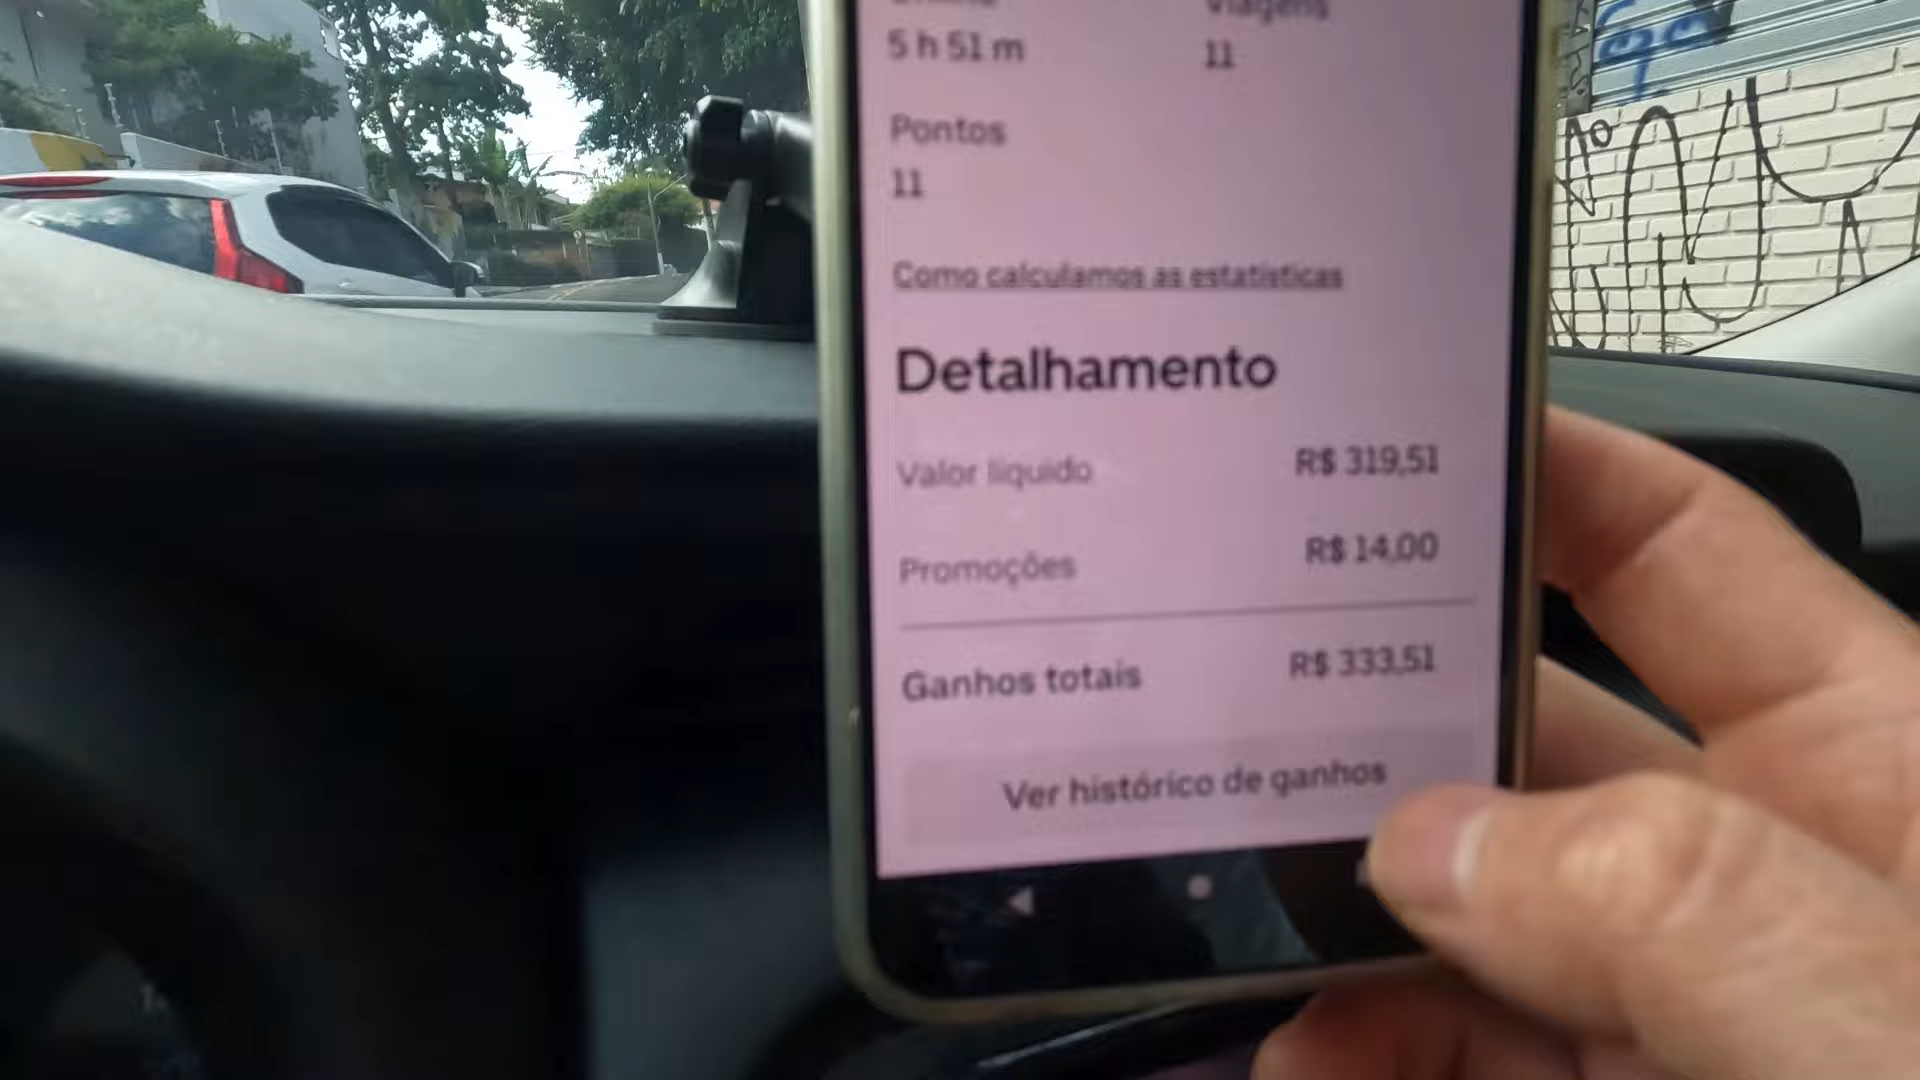 Viagens
5 h 51 m
11
Pontos
11
Como calculamos as estatísticas
Detalhamento
Valor líquido R$ 319,51
Promoções R$ 14,00
Ganhos totais R$ 333,51
Ver histórico de ganhos